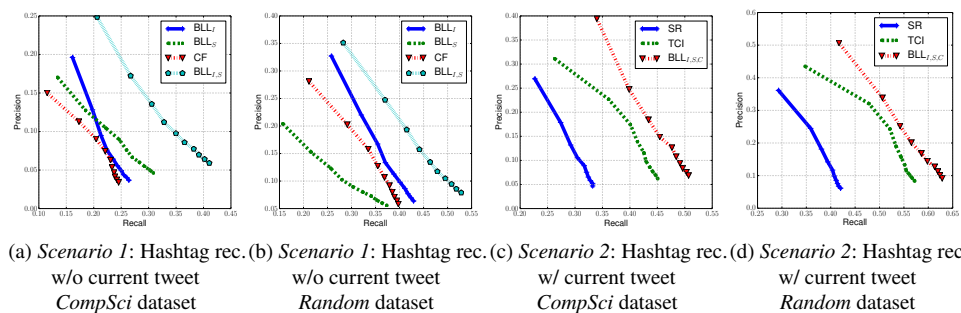 0.25
0.20
0.15
0.10
0.05
0.00
Precision
0.10 0.15 0.20 0.25 0.30 0.35 0.40 0.45
Recall
BLL_I
BLL_S
CF
BLL_{I,S}
0.40
0.35
0.30
0.25
0.20
0.15
0.10
0.05
Precision
0.15 0.20 0.25 0.30 0.35 0.40 0.45 0.50 0.55
Recall
BLL_I
BLL_S
CF
BLL_{I,S}
0.40
0.35
0.30
0.25
0.20
0.15
0.10
0.05
0.00
Precision
0.20 0.25 0.30 0.35 0.40 0.45 0.50 0.55
Recall
SR
TCI
BLL_{I,S,C}
0.6
0.5
0.4
0.3
0.2
0.1
0.0
Precision
0.25 0.30 0.35 0.40 0.45 0.50 0.55 0.60 0.65
Recall
SR
TCI
BLL_{I,S,C}
(a) Scenario 1: Hashtag rec.
w/o current tweet
CompSci dataset
(b) Scenario 1: Hashtag rec.
w/o current tweet
Random dataset
(c) Scenario 2: Hashtag rec.
w/ current tweet
CompSci dataset
(d) Scenario 2: Hashtag rec
w/ current tweet
Random dataset